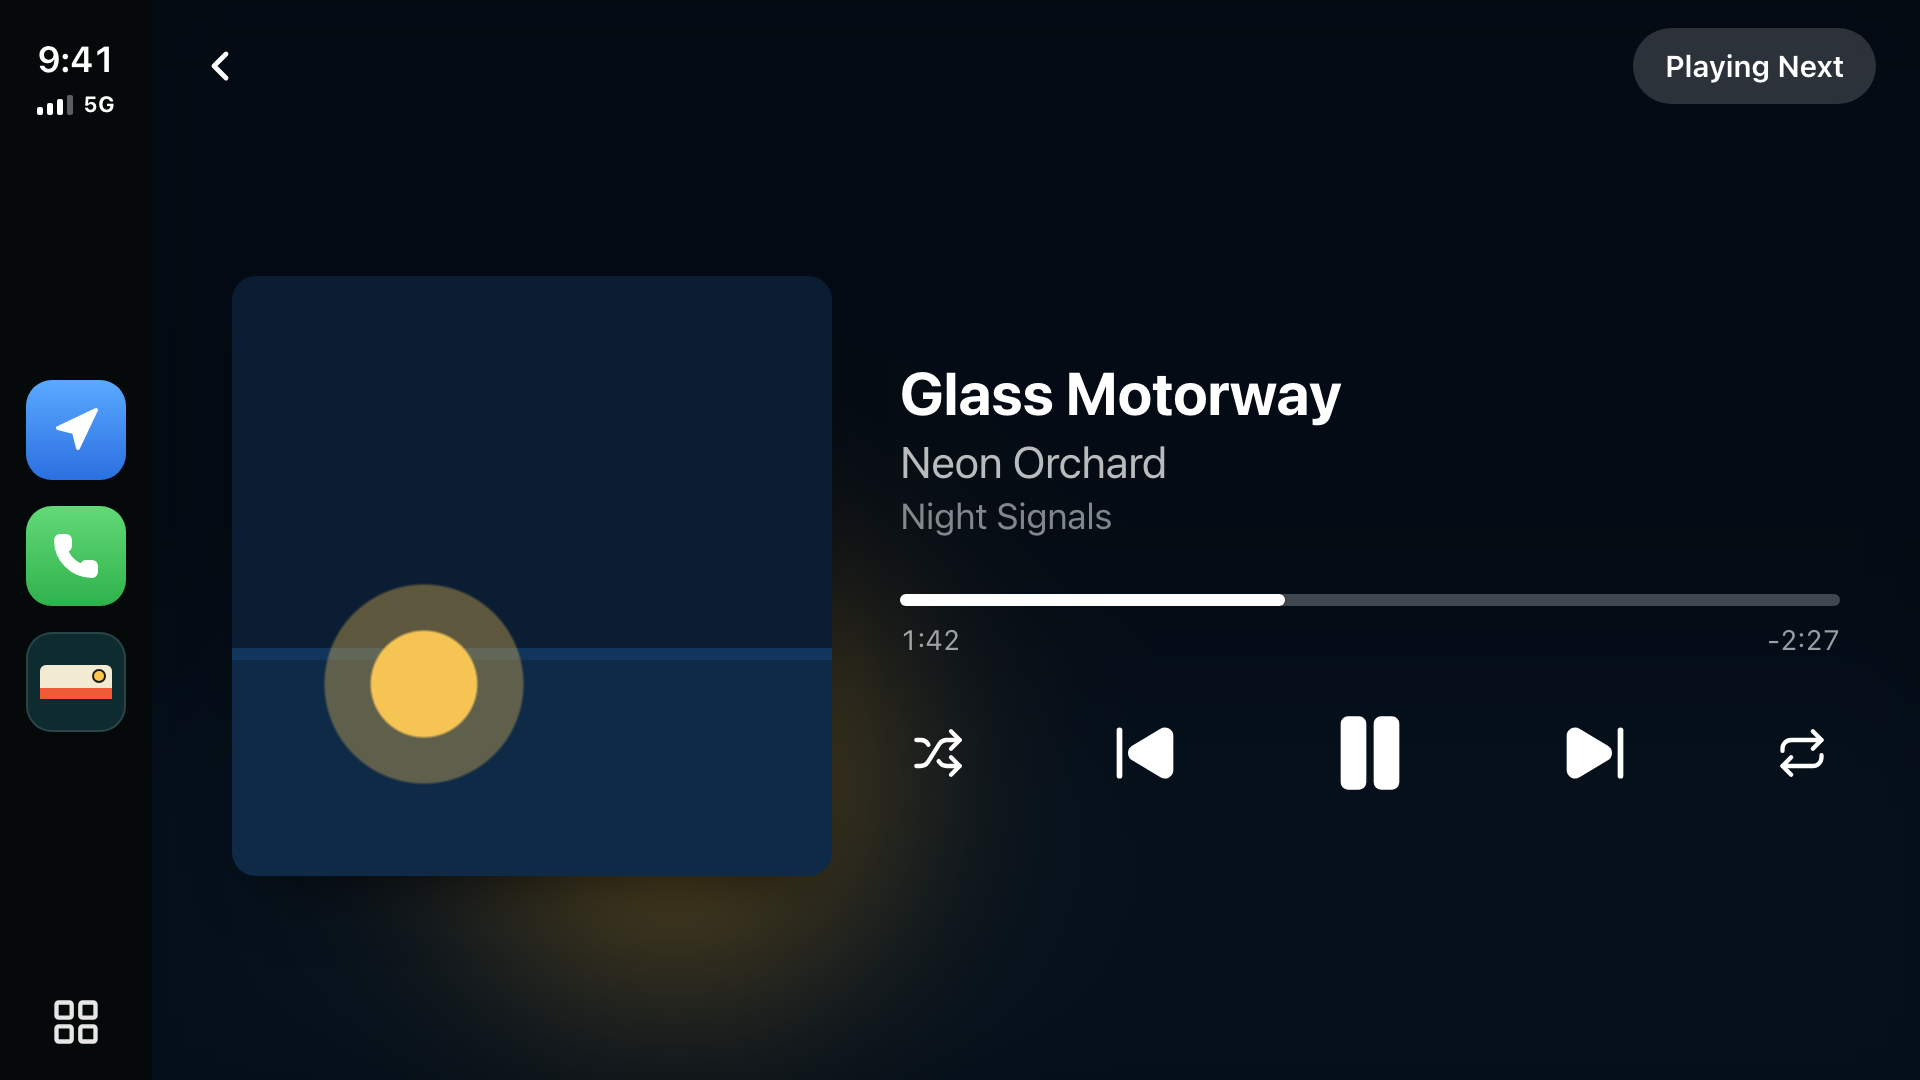 9:41
5G
Playing Next
Glass Motorway
Neon Orchard
Night Signals
1:42
-2:27